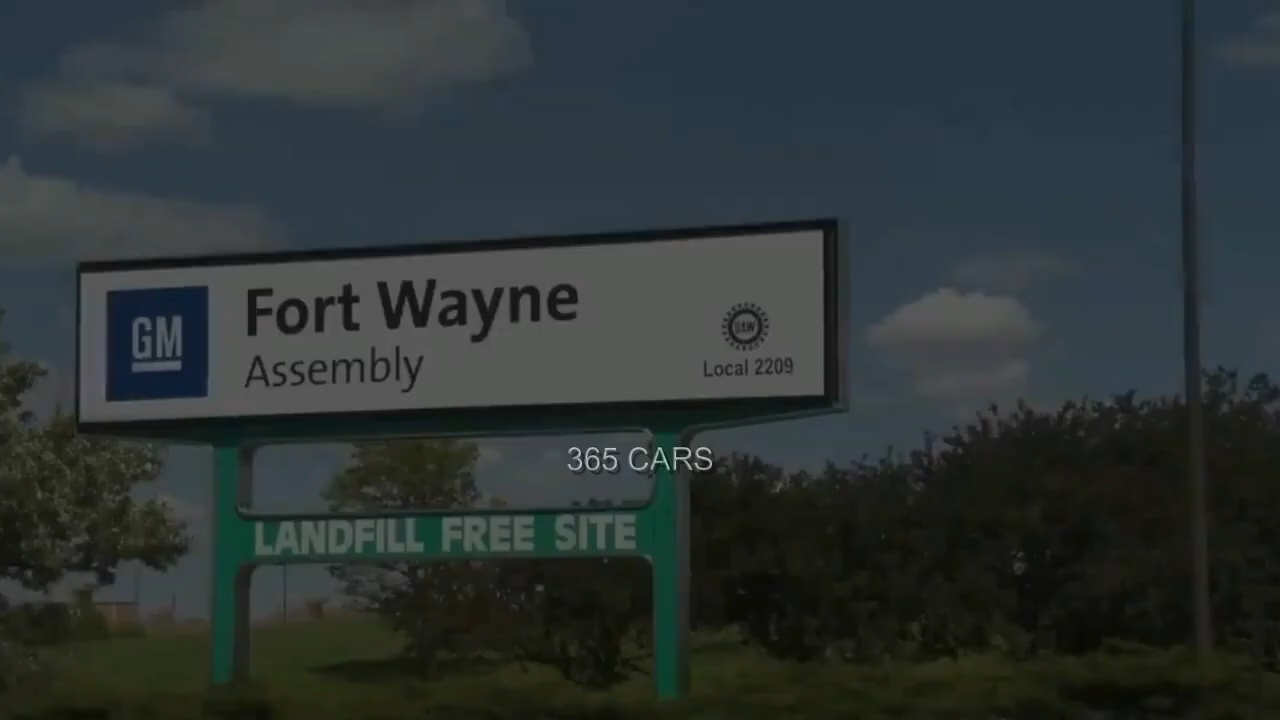 GM
Fort Wayne
Assembly
UAW
Local 2209
365 CARS
LANDFILL FREE SITE